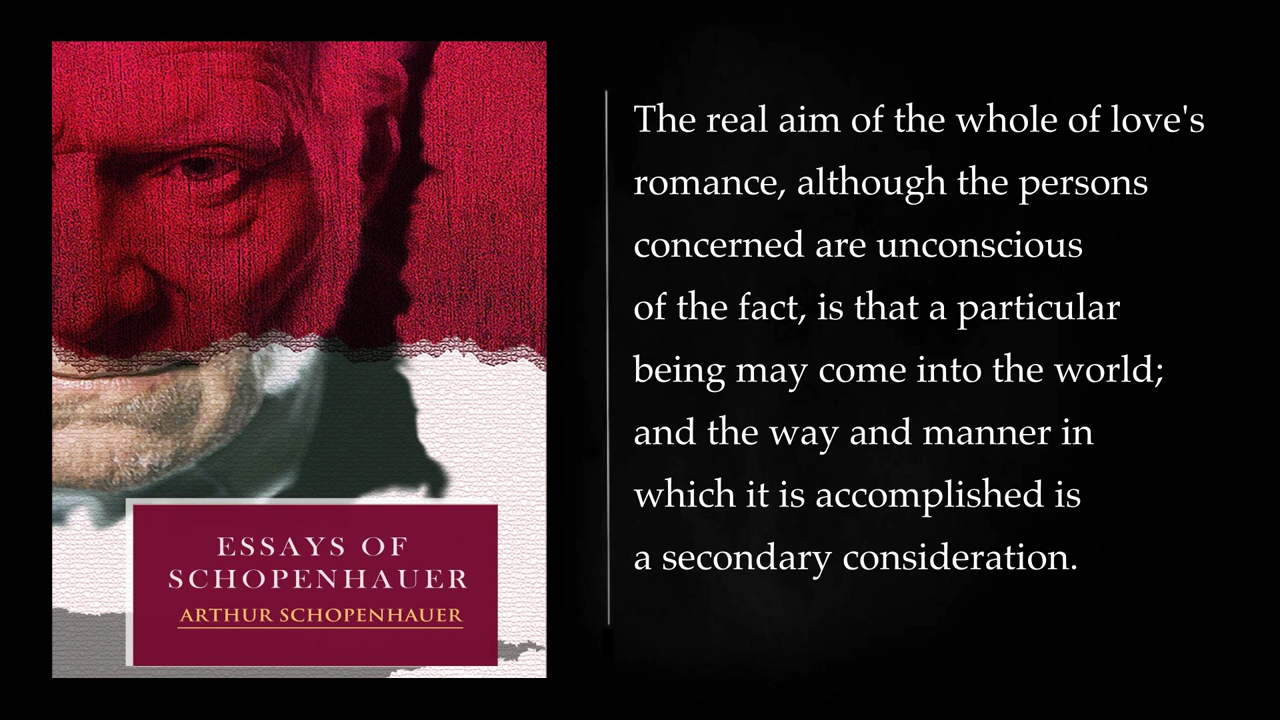 ESSAYS OF
SCHOPENHAUER
ARTHUR SCHOPENHAUER
The real aim of the whole of love's
romance, although the persons
concerned are unconscious
of the fact, is that a particular
being may come into the world;
and the way and manner in
which it is accomplished is
a secondary consideration.